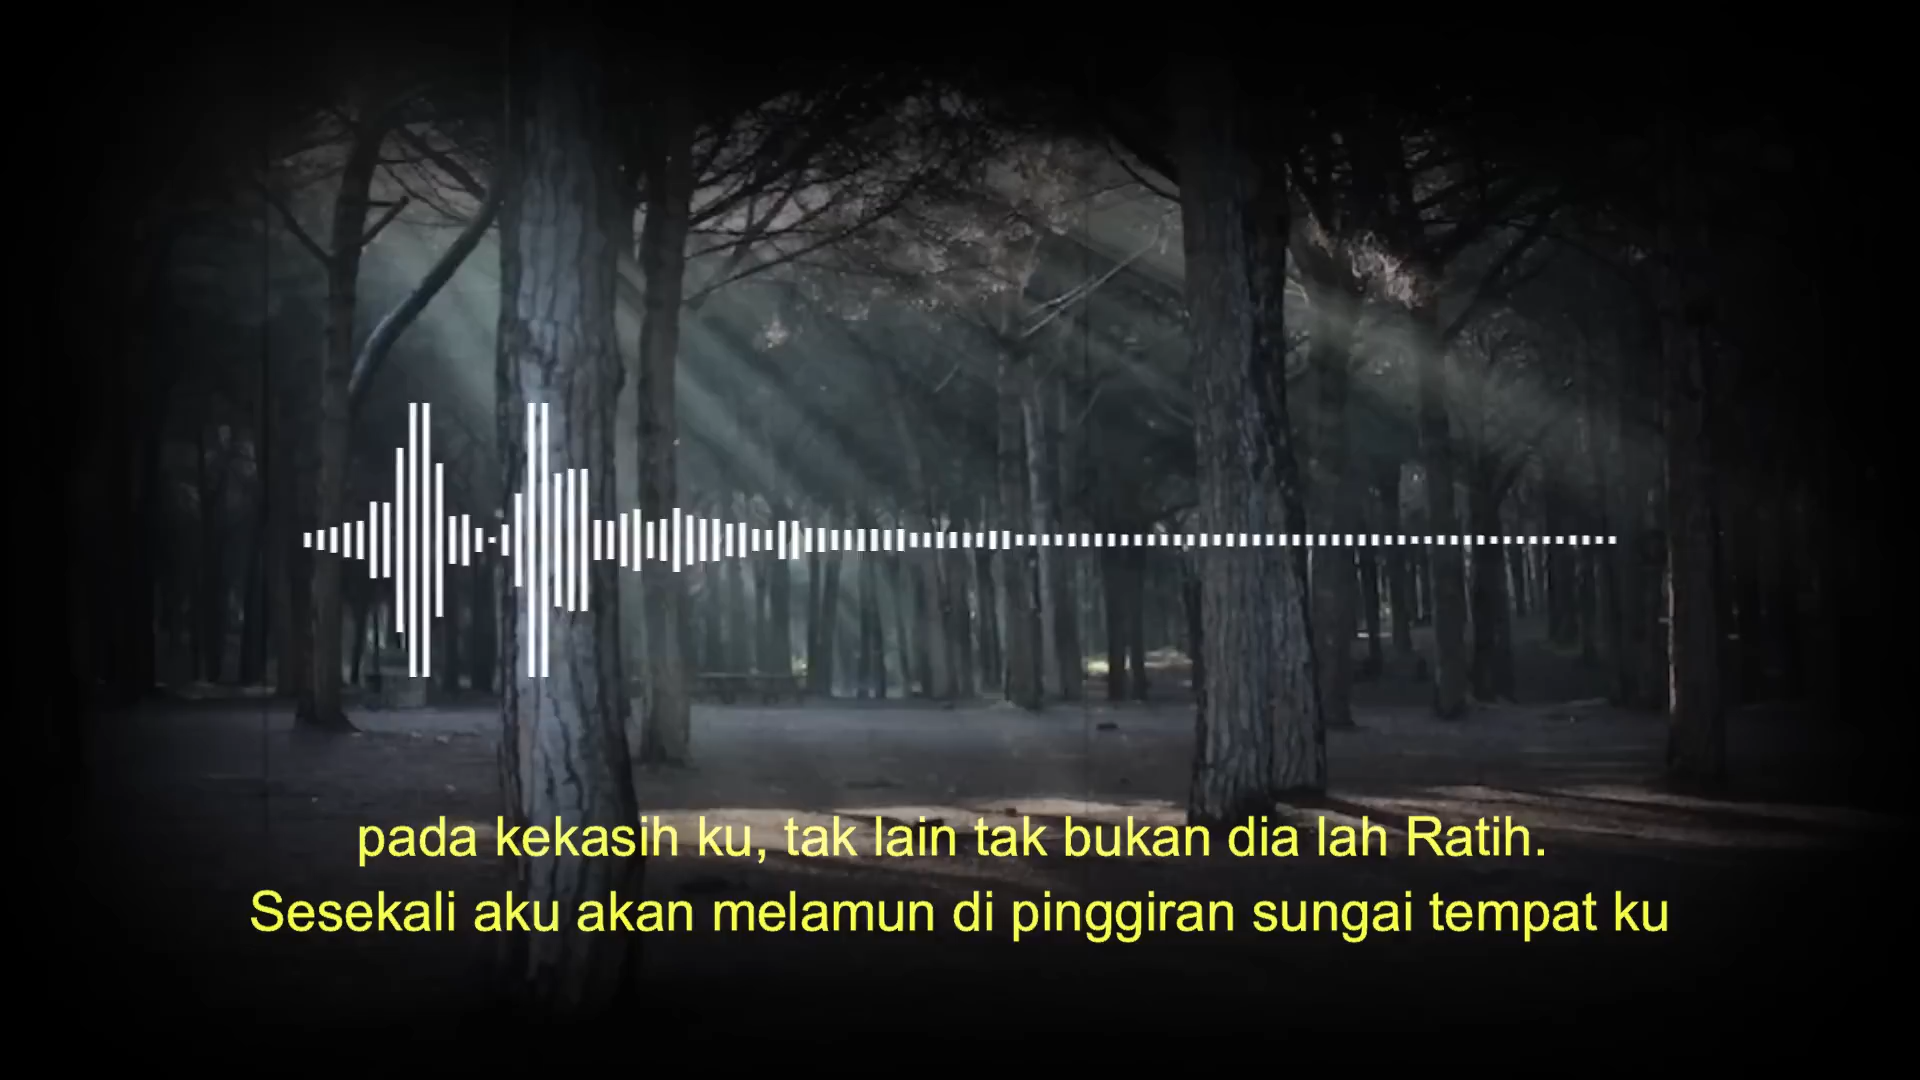 pada kekasih ku, tak lain tak bukan dia lah Ratih.
Sesekali aku akan melamun di pinggiran sungai tempat ku